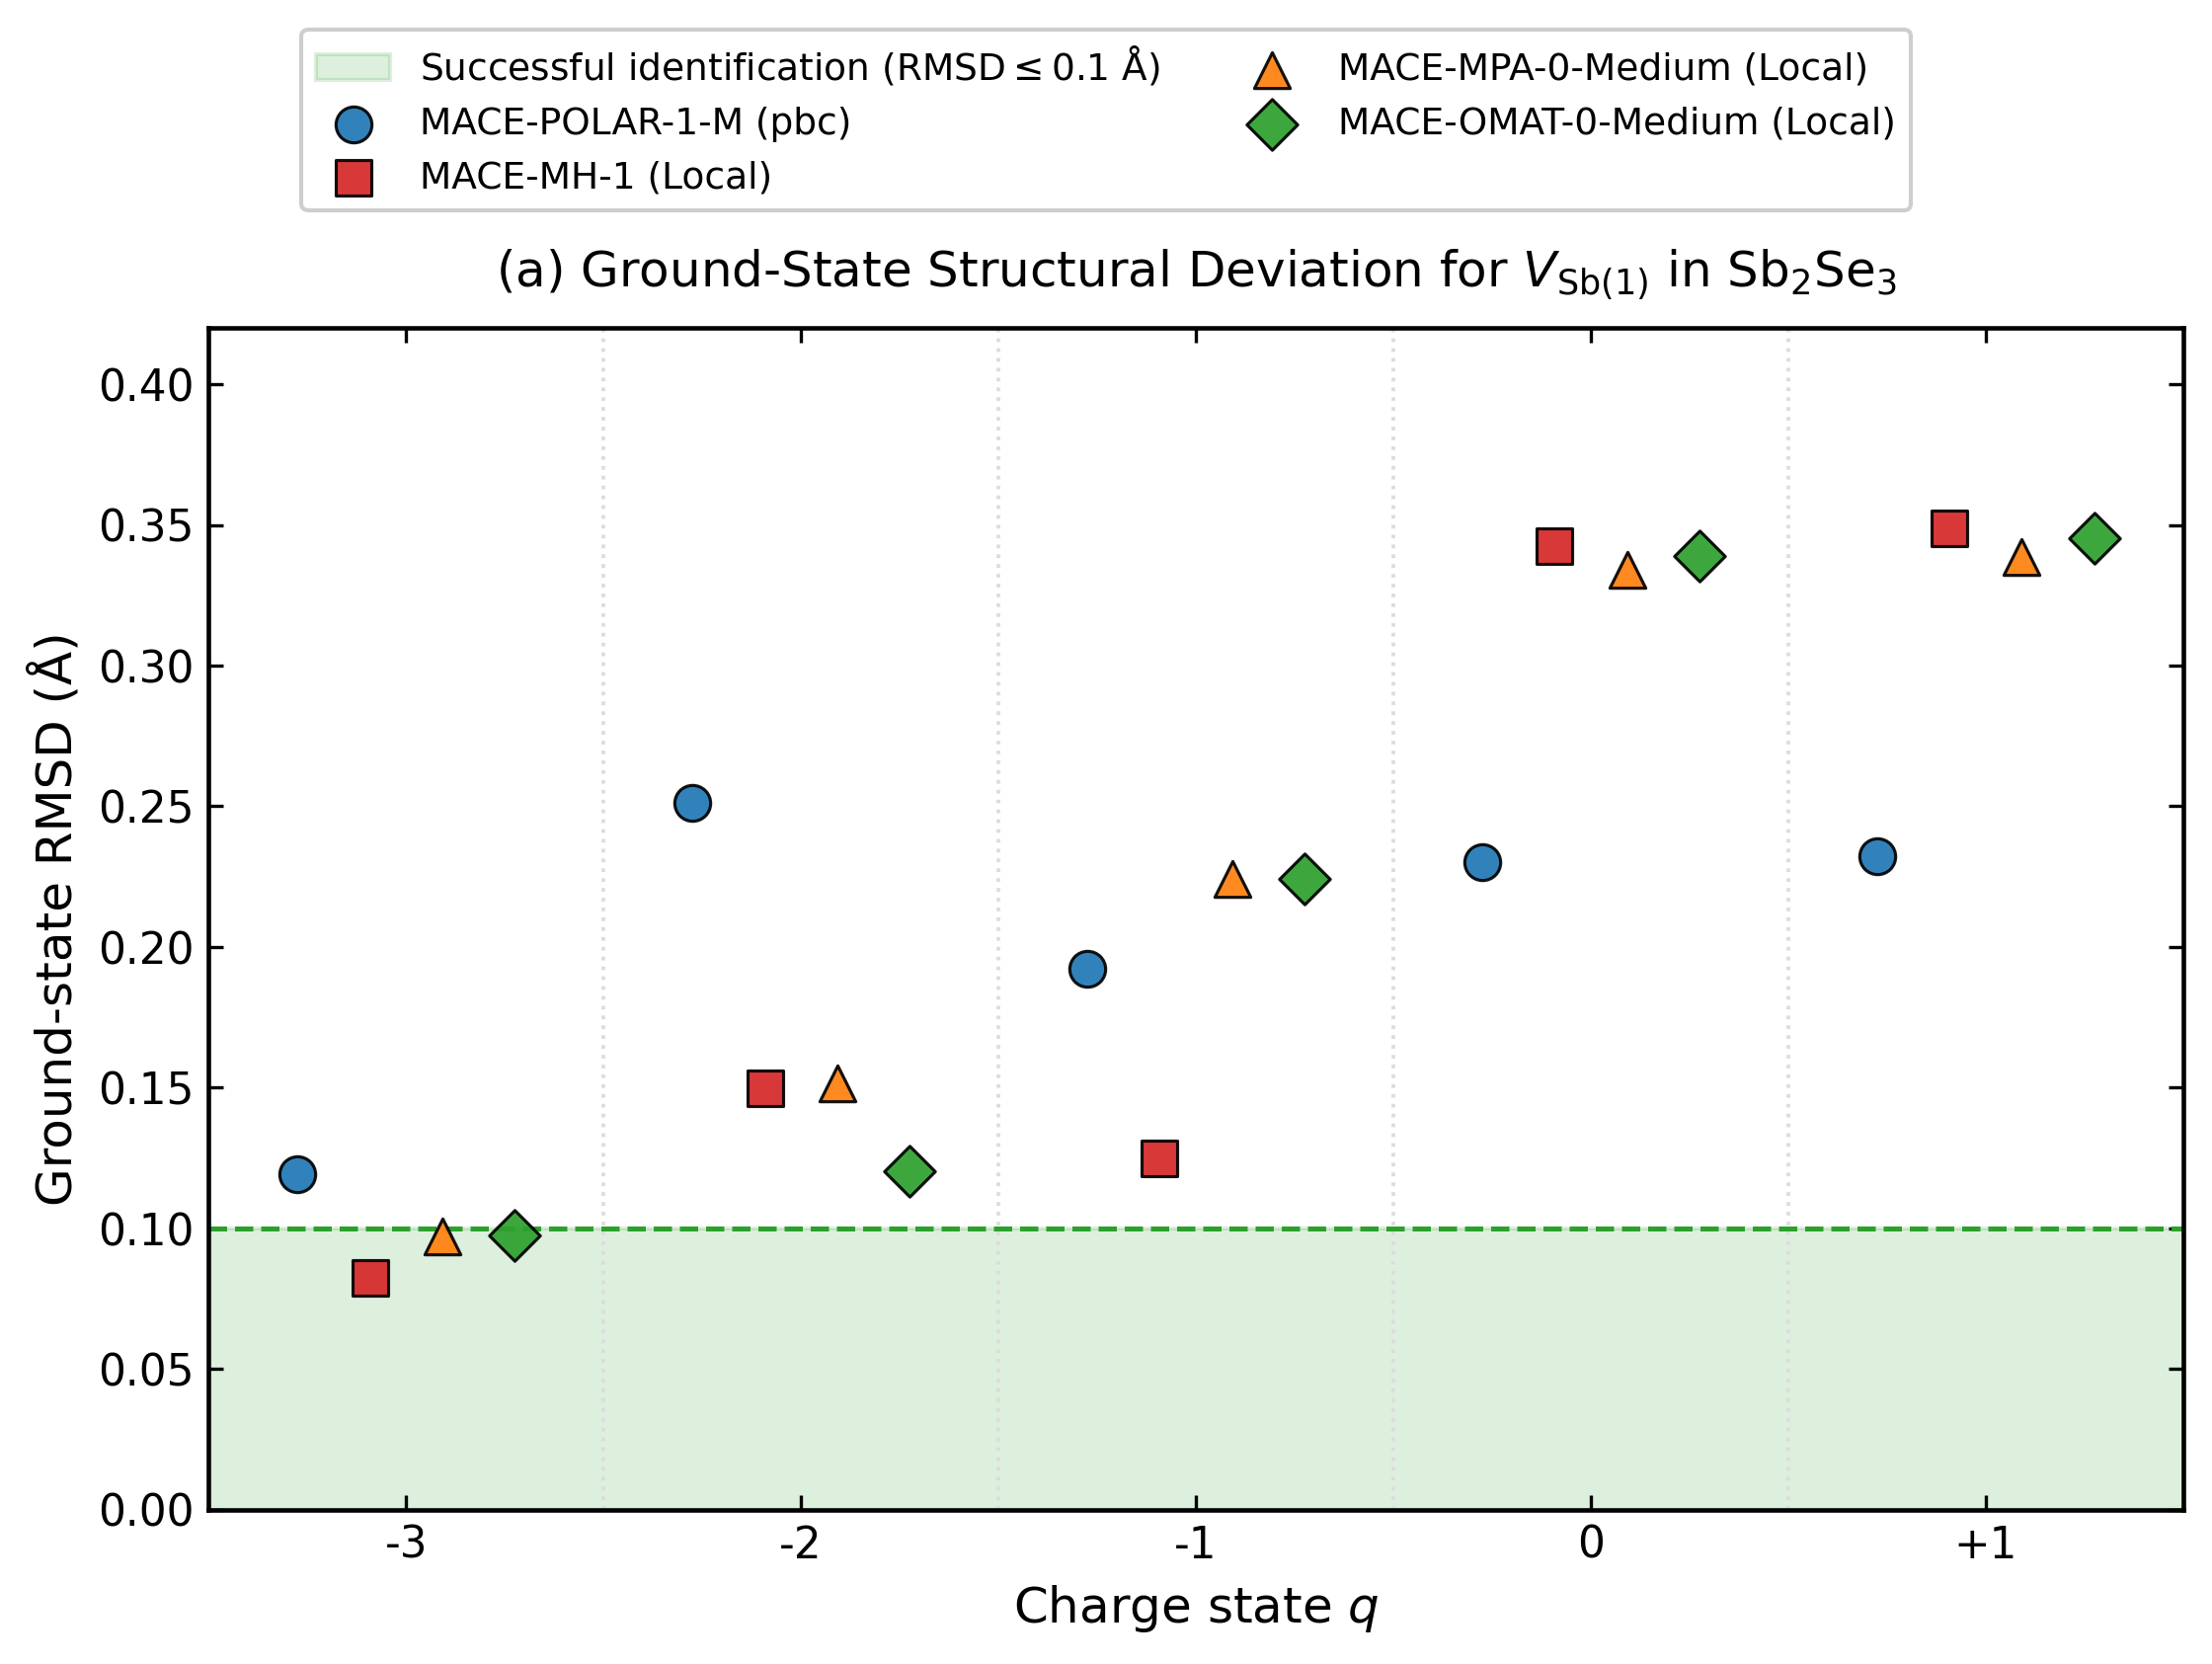 Successful identification (RMSD ≤ 0.1 Å)
MACE-POLAR-1-M (pbc)
MACE-MH-1 (Local)
MACE-MPA-0-Medium (Local)
MACE-OMAT-0-Medium (Local)
(a) Ground-State Structural Deviation for V_Sb(1) in Sb₂Se₃
Ground-state RMSD (Å)
0.40
0.35
0.30
0.25
0.20
0.15
0.10
0.05
0.00
-3 -2 -1 0 +1
Charge state q